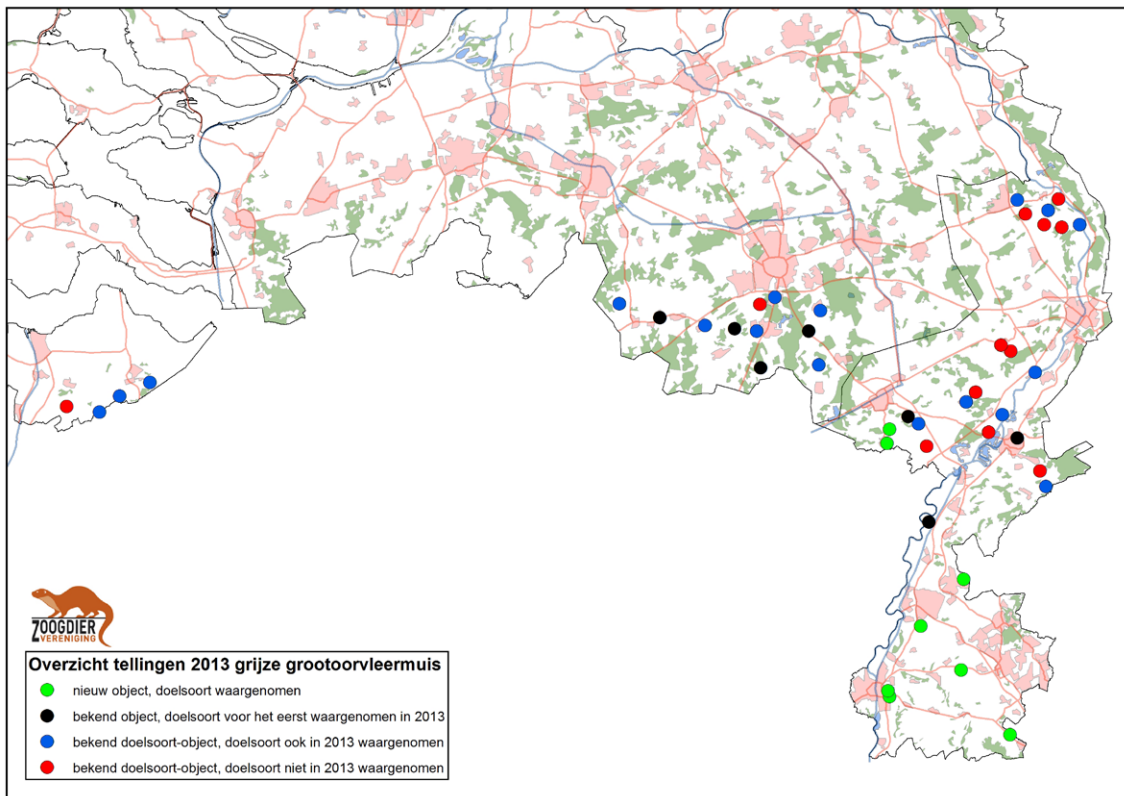 ZOOGDIER
VERENIGING
Overzicht tellingen 2013 grijze grootoorvleermuis
nieuw object, doelsoort waargenomen
bekend object, doelsoort voor het eerst waargenomen in 2013
bekend doelsoort-object, doelsoort ook in 2013 waargenomen
bekend doelsoort-object, doelsoort niet in 2013 waargenomen